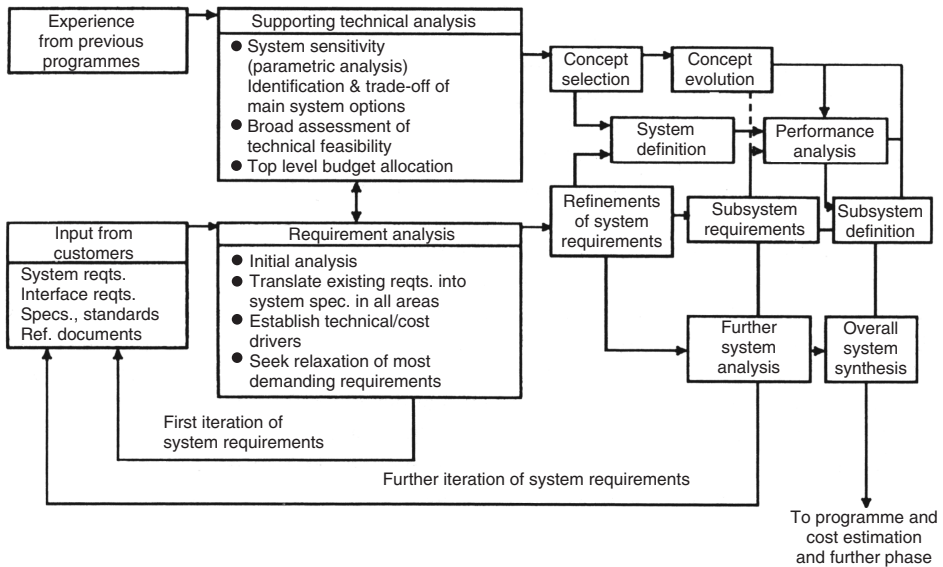 Experience
from previous
programmes
Supporting technical analysis
● System sensitivity
(parametric analysis)
Identification & trade-off of
main system options
● Broad assessment of
technical feasibility
● Top level budget allocation
Concept
selection
Concept
evolution
System
definition
Performance
analysis
Input from
customers
System reqts.
Interface reqts.
Specs., standards
Ref. documents
Requirement analysis
● Initial analysis
● Translate existing reqts. into
system spec. in all areas
● Establish technical/cost
drivers
● Seek relaxation of most
demanding requirements
Refinements
of system
requirements
Subsystem
requirements
Subsystem
definition
Further
system
analysis
Overall
system
synthesis
First iteration of
system requirements
Further iteration of system requirements
To programme and
cost estimation
and further phase